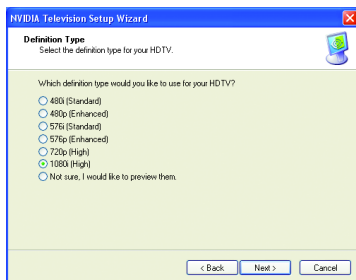 NVIDIA Television Setup Wizard
Definition Type
Select the definition type for your HDTV.
Which definition type would you like to use for your HDTV?
480i (Standard)
480p (Enhanced)
576i (Standard)
576p (Enhanced)
720p (High)
1080i (High)
Not sure, I would like to preview them.
< Back
Next >
Cancel